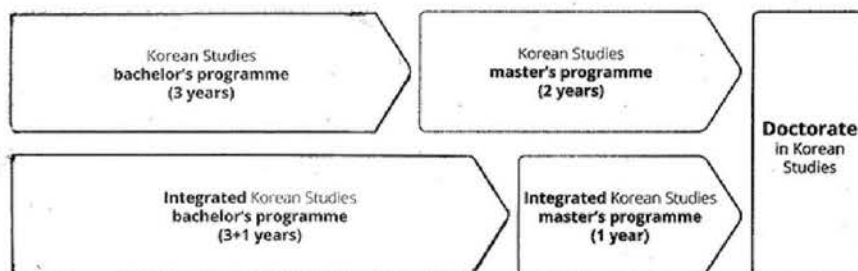 Korean Studies
bachelor's programme
(3 years)
Korean Studies
master's programme
(2 years)
Integrated Korean Studies
bachelor's programme
(3+1 years)
Integrated Korean Studies
master's programme
(1 year)
Doctorate
in Korean
Studies